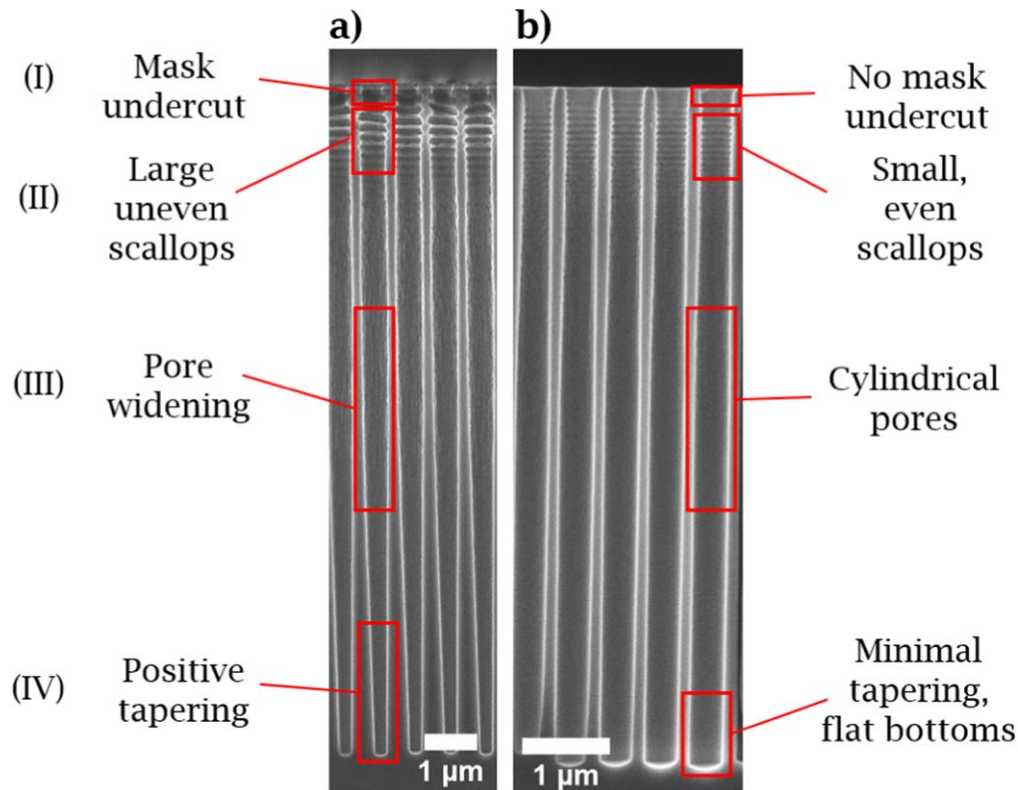 a)
b)
(I)
Mask
undercut
No mask
undercut
(II)
Large
uneven
scallops
Small,
even
scallops
(III)
Pore
widening
Cylindrical
pores
(IV)
Positive
tapering
Minimal
tapering,
flat bottoms
1 µm
1 µm